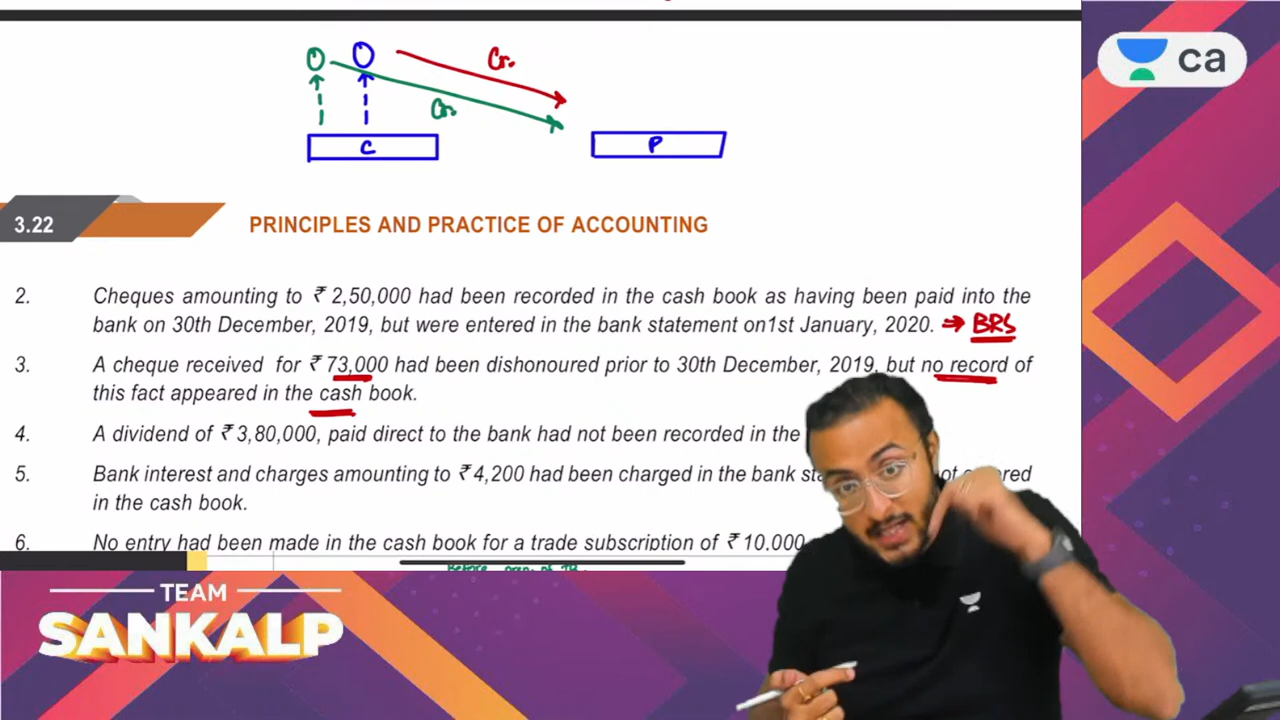 Cr.
Cr.
C
P
ca
3.22 PRINCIPLES AND PRACTICE OF ACCOUNTING
2. Cheques amounting to ₹ 2,50,000 had been recorded in the cash book as having been paid into the
bank on 30th December, 2019, but were entered in the bank statement on1st January, 2020. → BRS
3. A cheque received for ₹ 73,000 had been dishonoured prior to 30th December, 2019, but no record of
this fact appeared in the cash book.
4. A dividend of ₹ 3,80,000, paid direct to the bank had not been recorded in the
5. Bank interest and charges amounting to ₹ 4,200 had been charged in the bank
in the cash book.
6. No entry had been made in the cash book for a trade subscription of ₹ 10,000
TEAM
SANKALP